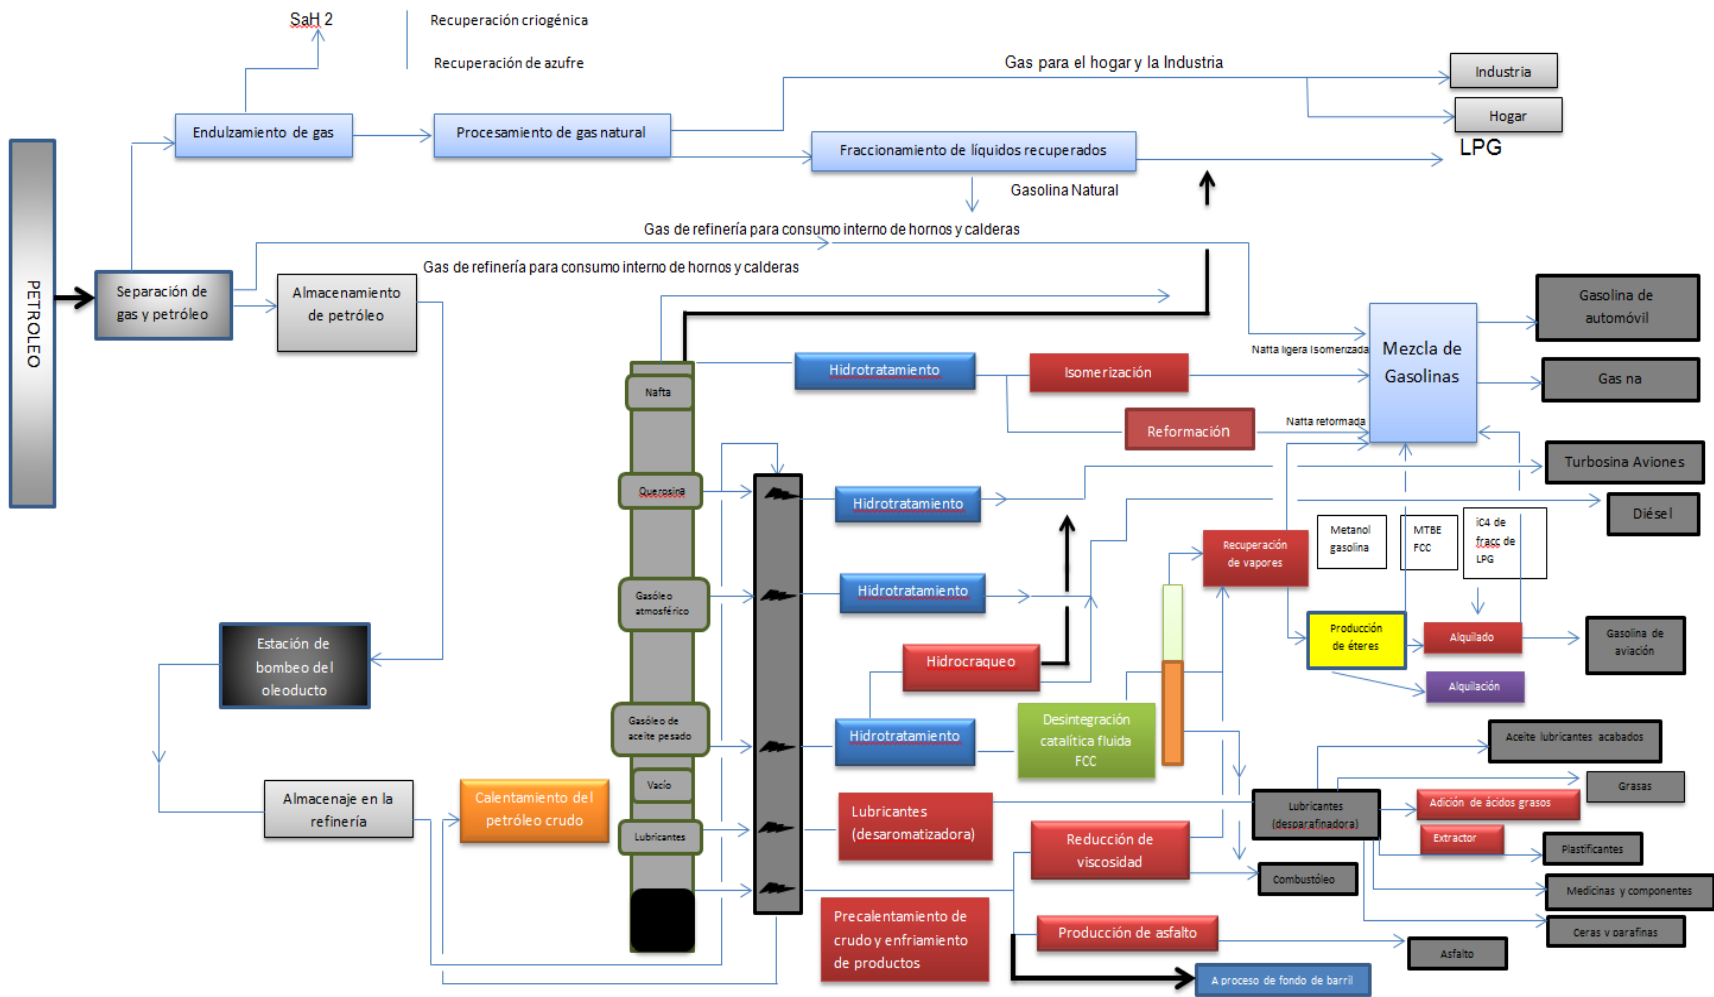 SaH 2
Recuperación criogénica
Recuperación de azufre
Gas para el hogar y la Industria
Industria
Hogar
LPG
Endulzamiento de gas
Procesamiento de gas natural
Fraccionamiento de líquidos recuperados
Gasolina Natural
Gas de refinería para consumo interno de hornos y calderas
Gas de refinería para consumo interno de hornos y calderas
PETROLEO
Separación de
gas y petróleo
Almacenamiento
de petróleo
Nafta ligera Isomerizada
Mezcla de
Gasolinas
Gasolina de
automóvil
Gas na
Nafta
Hidrotratamiento
Isomerización
Reformación
Nafta reformada
Turbosina Aviones
Querosina
Hidrotratamiento
Diésel
Recuperación
de vapores
Metanol
gasolina
MTBE
FCC
iC4 de
fracc de
LPG
Gasóleo
atmosférico
Hidrotratamiento
Estación de
bombeo del
oleoducto
Hidrocraqueo
Producción
de éteres
Alquilado
Gasolina de
aviación
Alquilación
Gasóleo de
aceite pesado
Hidrotratamiento
Desintegración
catalítica fluida
FCC
Aceite lubricantes acabados
Vacío
Grasas
Almacenaje en la
refinería
Calentamiento del
petróleo crudo
Lubricantes
Lubricantes
(desaromatizadora)
Lubricantes
(desparafinadora)
Adición de ácidos grasos
Extractor
Plastificantes
Reducción de
viscosidad
Combustóleo
Medicinas y componentes
Precalentamiento de
crudo y enfriamiento
de productos
Producción de asfalto
Ceras y parafinas
Asfalto
A proceso de fondo de barril